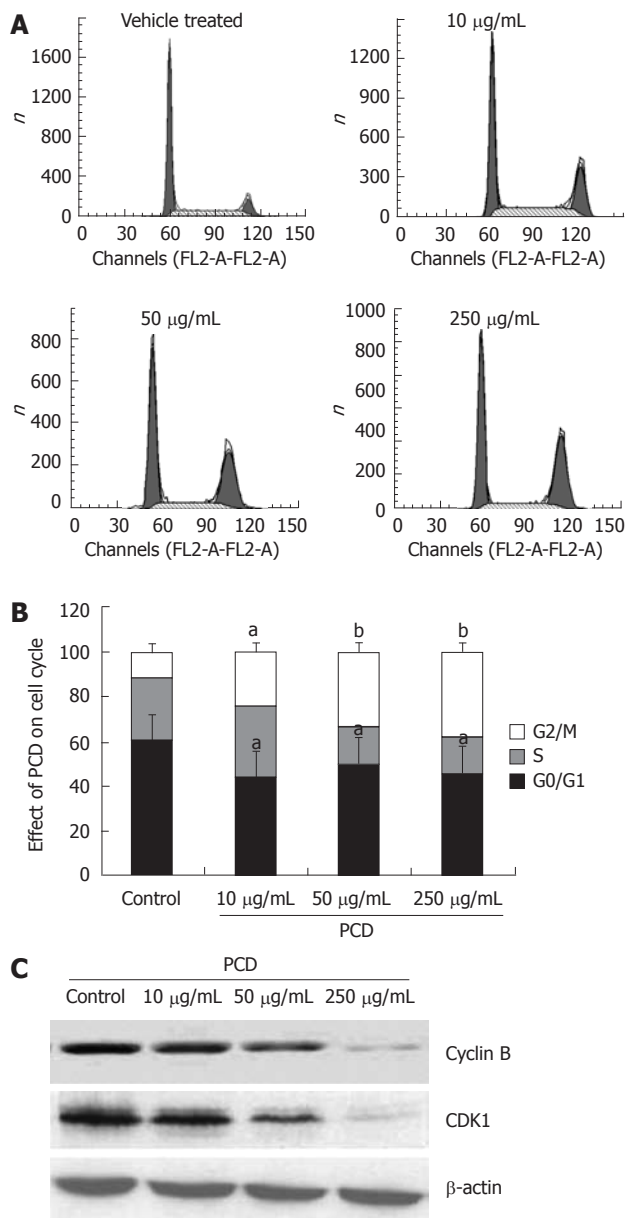 A
Vehicle treated
1600
1200
800
400
0
n
0 30 60 90 120 150
Channels (FL2-A-FL2-A)
10 µg/mL
1200
900
600
300
0
n
0 30 60 90 120
Channels (FL2-A-FL2-A)
50 µg/mL
800
600
400
200
0
n
0 30 60 90 120 150
Channels (FL2-A-FL2-A)
250 µg/mL
1000
800
600
400
200
0
n
0 30 60 90 120 150
Channels (FL2-A-FL2-A)
B
Effect of PCD on cell cycle
120
100
80
60
40
20
0
a b b
a a a
G2/M
S
G0/G1
Control 10 µg/mL 50 µg/mL 250 µg/mL
PCD
C
PCD
Control 10 µg/mL 50 µg/mL 250 µg/mL
Cyclin B
CDK1
β-actin